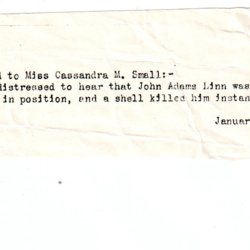 l to Miss Cassandra M. Small:-
distressed to hear that John Adams Linn was
in position, and a shell killed him instan
Januar